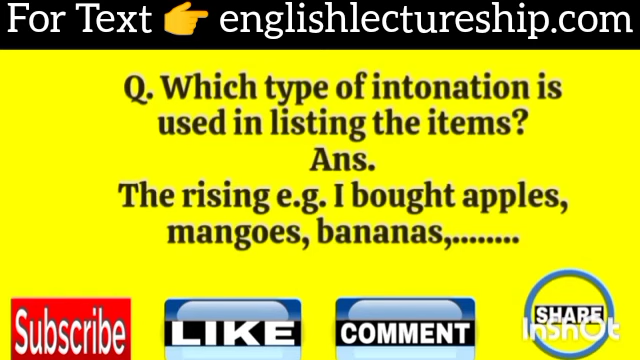 For Text 👉 englishlectureship.com
Q. Which type of intonation is
used in listing the items?
Ans.
The rising e.g. I bought apples,
mangoes, bananas,........
Subscribe
LIKE
COMMENT
SHARE
InShOt